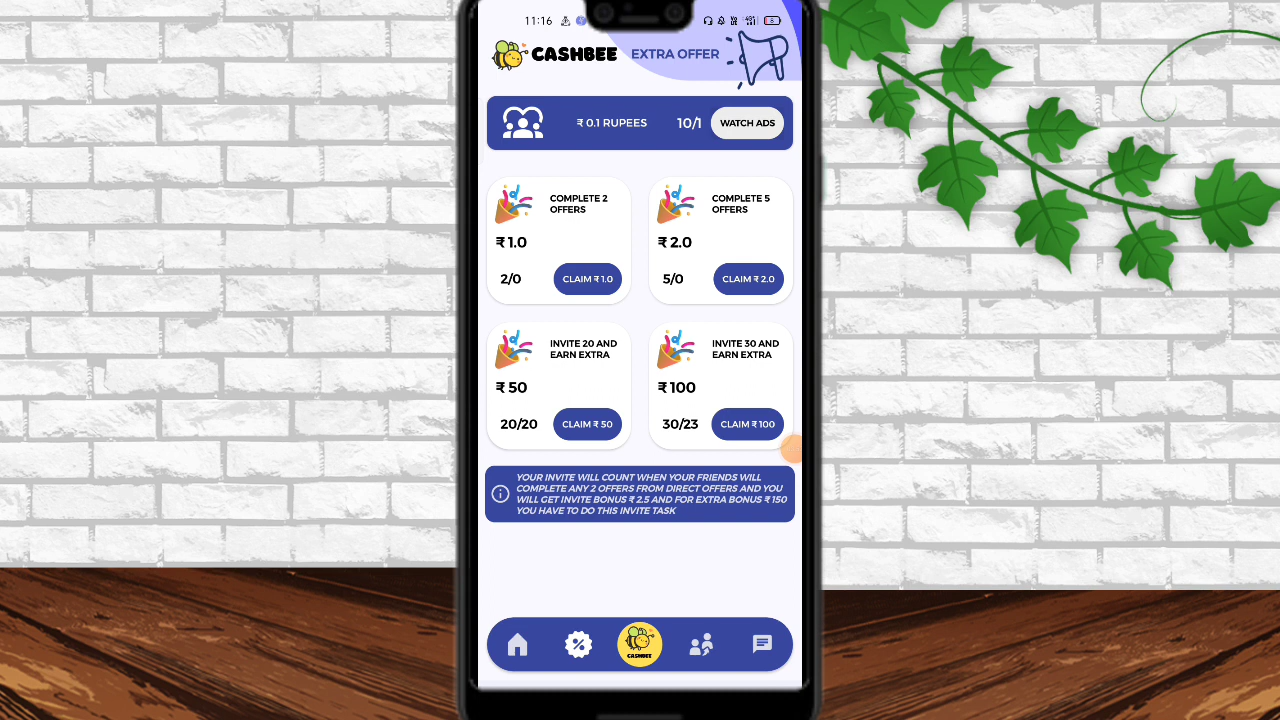 11:16
CASHBEE EXTRA OFFER
₹ 0.1 RUPEES 10/1 WATCH ADS
COMPLETE 2
OFFERS
₹ 1.0
2/0 CLAIM ₹ 1.0
COMPLETE 5
OFFERS
₹ 2.0
5/0 CLAIM ₹ 2.0
INVITE 20 AND
EARN EXTRA
₹ 50
20/20 CLAIM ₹ 50
INVITE 30 AND
EARN EXTRA
₹ 100
30/23 CLAIM ₹ 100
YOUR INVITE WILL COUNT WHEN YOUR FRIENDS WILL
COMPLETE ANY 2 OFFERS FROM DIRECT OFFERS AND YOU
WILL GET INVITE BONUS ₹ 2.5 AND FOR EXTRA BONUS ₹ 150
YOU HAVE TO DO THIS INVITE TASK
CASHBEE